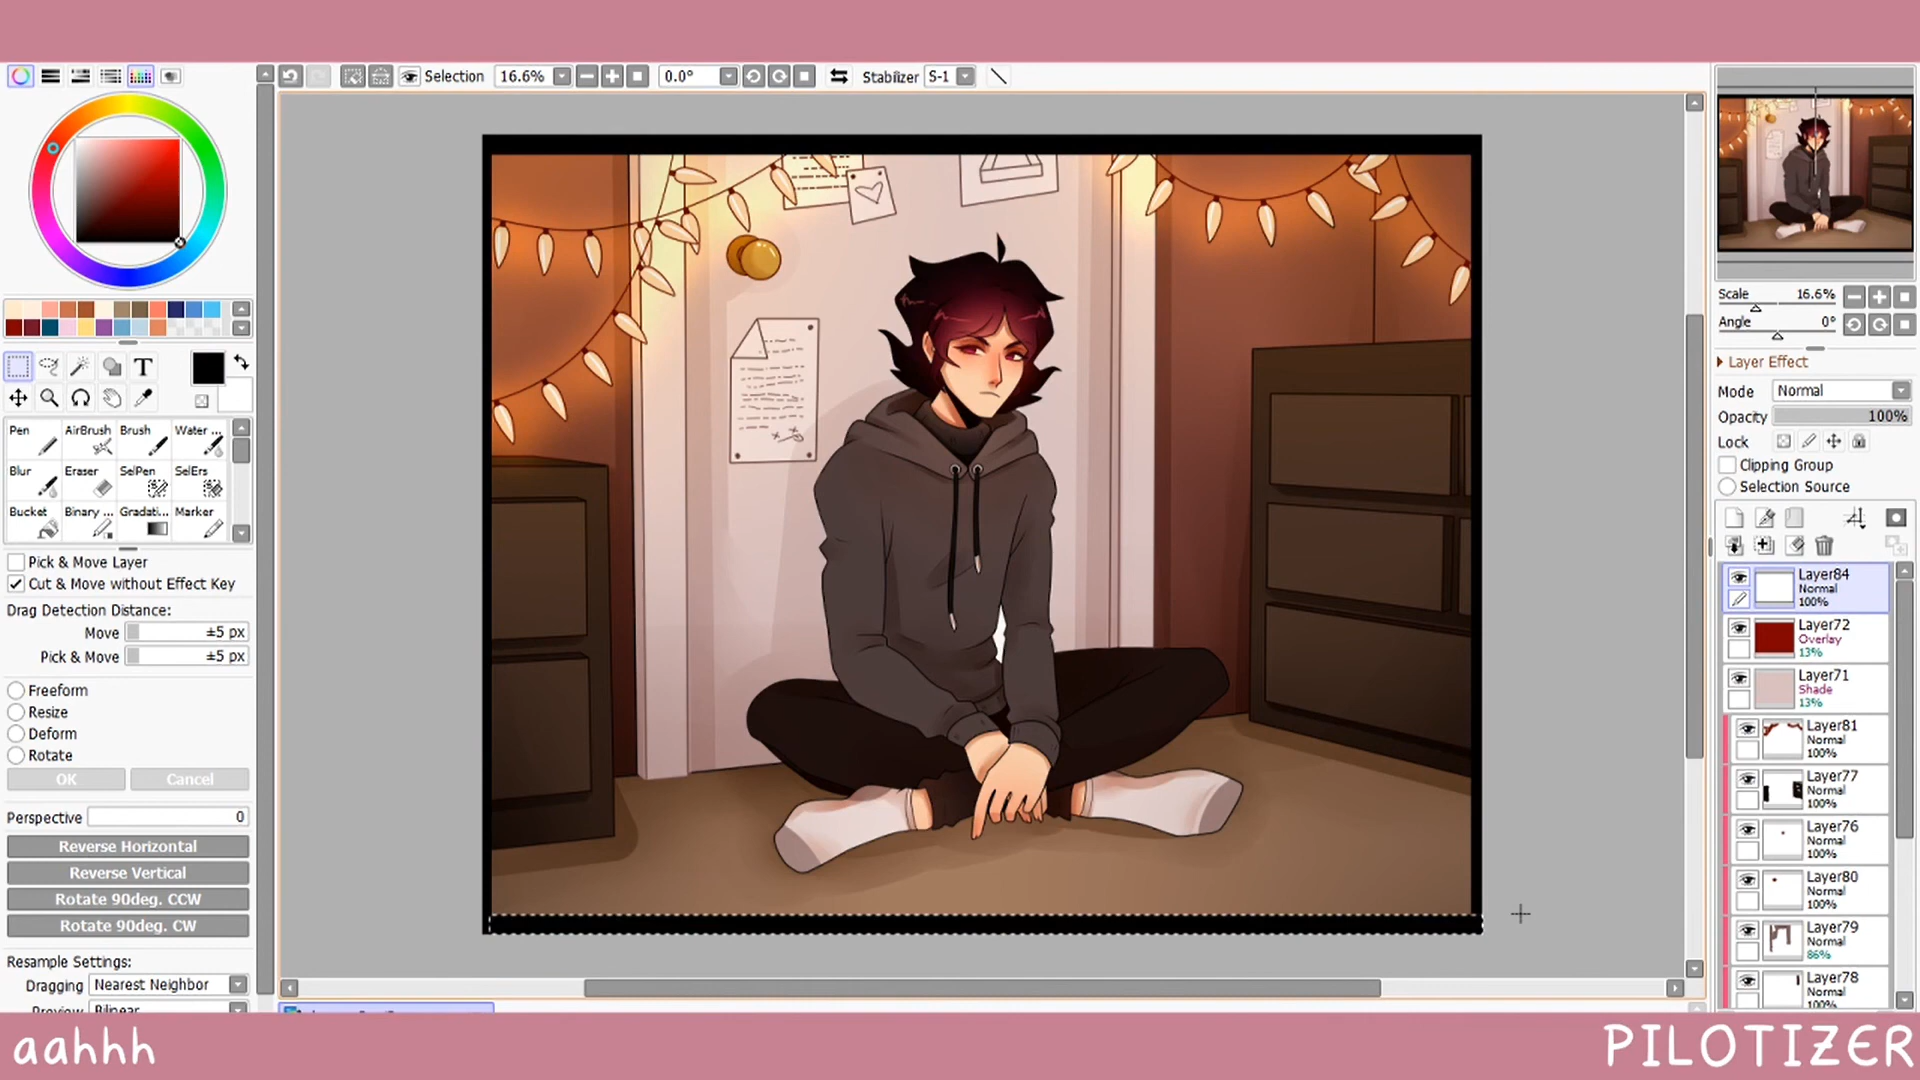 Selection 16.6% 0.0° Stabilizer S-1
Scale 16.6%
Angle 0°
Layer Effect
Mode Normal
Opacity 100%
Lock
Clipping Group
Selection Source
Layer84
Normal
100%
Layer72
Overlay
13%
Layer71
Shade
13%
Layer81
Normal
100%
Layer77
Normal
100%
Layer76
Normal
100%
Layer80
Normal
100%
Layer79
Normal
86%
Layer78
Normal
100%
T
Pen AirBrush Brush Water ...
Blur Eraser SelPen SelErs
Bucket Binary ... Gradati... Marker
Pick & Move Layer
Cut & Move without Effect Key
Drag Detection Distance:
Move ±5 px
Pick & Move ±5 px
Freeform
Resize
Deform
Rotate
OK Cancel
Perspective 0
Reverse Horizontal
Reverse Vertical
Rotate 90deg. CCW
Rotate 90deg. CW
Resample Settings:
Dragging Nearest Neighbor
Preview Bilinear
aahhh
PILOTIZER